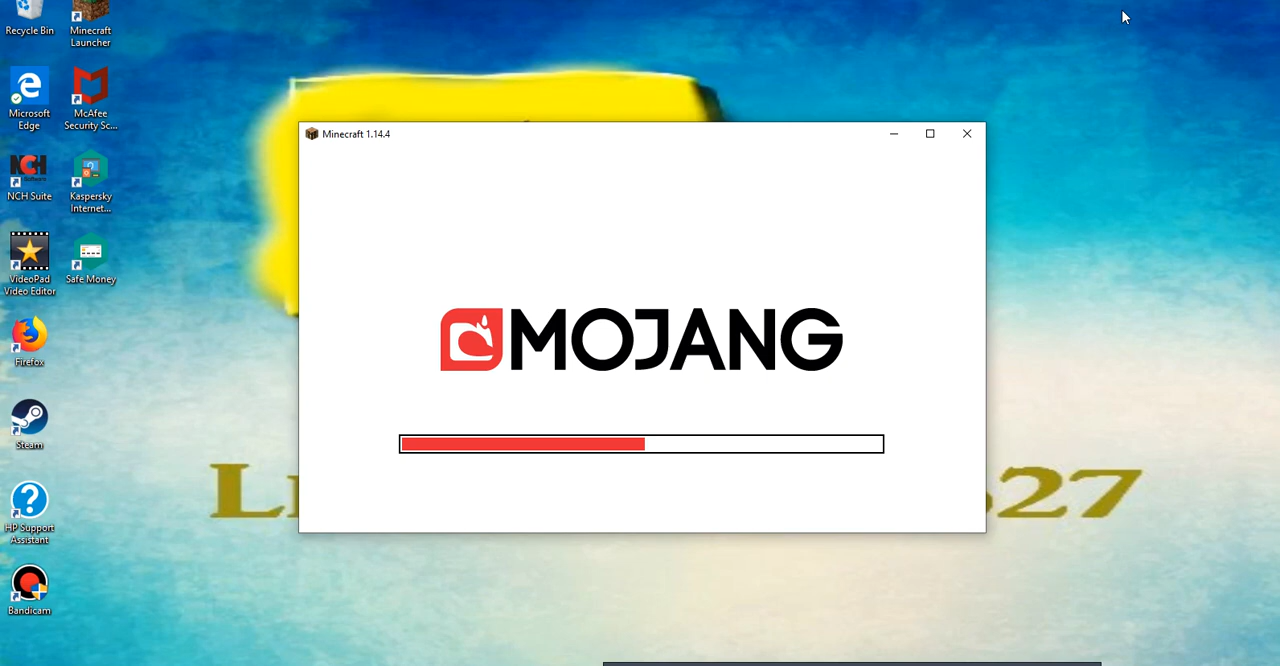 Recycle Bin
Minecraft
Launcher
Microsoft
Edge
McAfee
Security Sc...
NCH Suite
Kaspersky
Internet...
VideoPad
Video Editor
Safe Money
Firefox
Steam
HP Support
Assistant
Bandicam
Minecraft 1.14.4
MOJANG
27